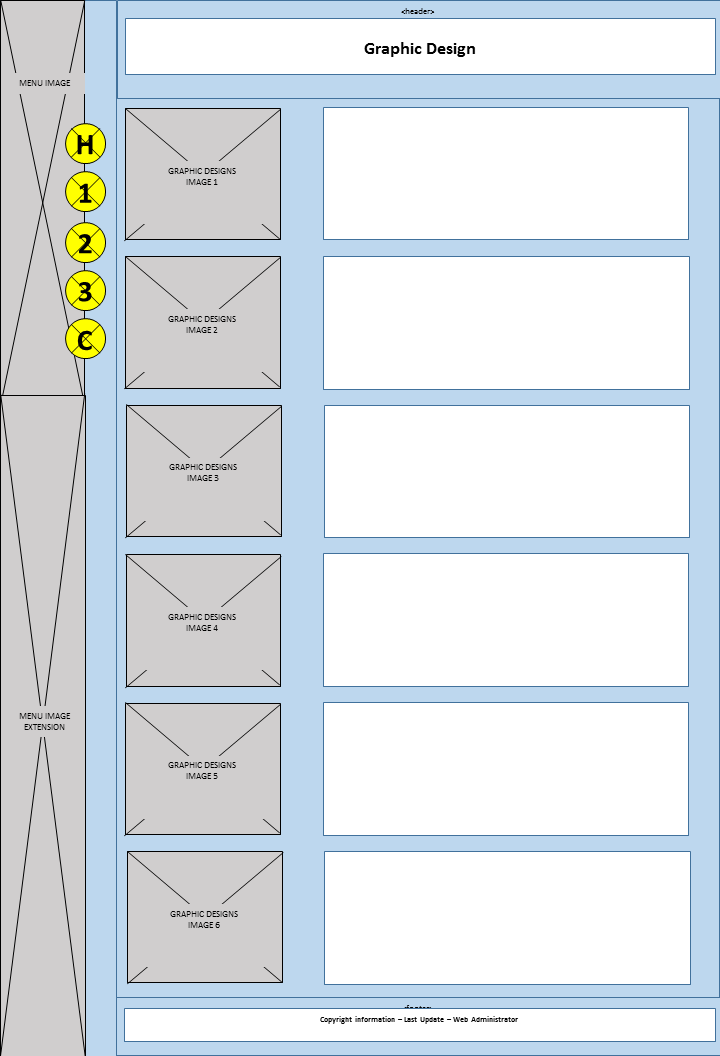 <header>
Graphic Design
MENU IMAGE
H
1
2
3
C
GRAPHIC DESIGNS
IMAGE 1
GRAPHIC DESIGNS
IMAGE 2
GRAPHIC DESIGNS
IMAGE 3
GRAPHIC DESIGNS
IMAGE 4
MENU IMAGE
EXTENSION
GRAPHIC DESIGNS
IMAGE 5
GRAPHIC DESIGNS
IMAGE 6
Copyright information – Last Update – Web Administrator